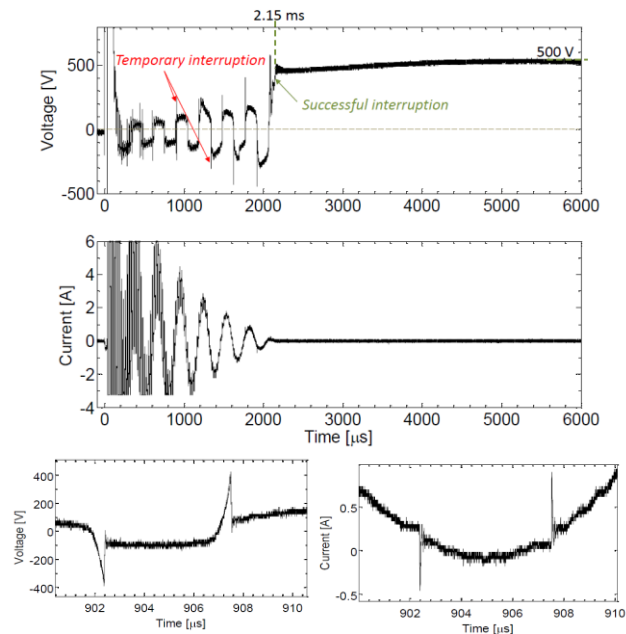 2.15 ms
Temporary interruption
500 V
Successful interruption
Voltage [V]
500
0
-500
0 1000 2000 3000 4000 5000 6000
Current [A]
6
4
2
0
-2
-4
0 1000 2000 3000 4000 5000 6000
Time [μs]
Voltage [V]
400
200
0
-200
-400
902 904 906 908 910
Time [μs]
Current [A]
0.5
0
-0.5
902 904 906 908 910
Time [μs]